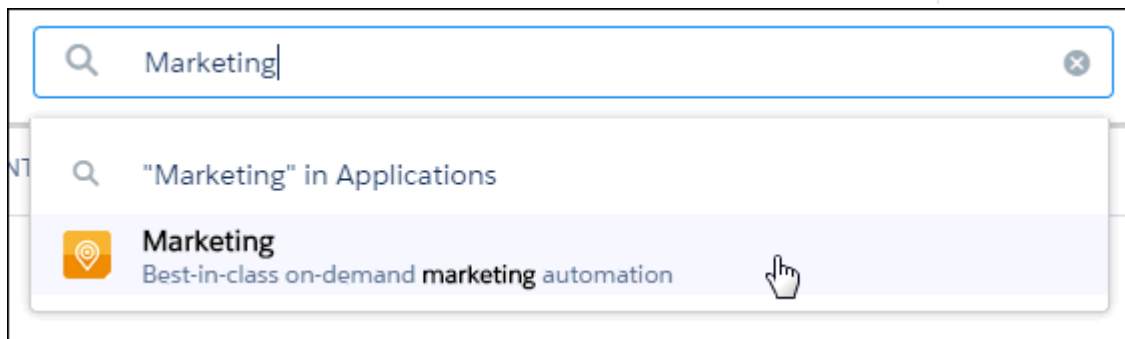 Marketing
"Marketing" in Applications
Marketing
Best-in-class on-demand marketing automation